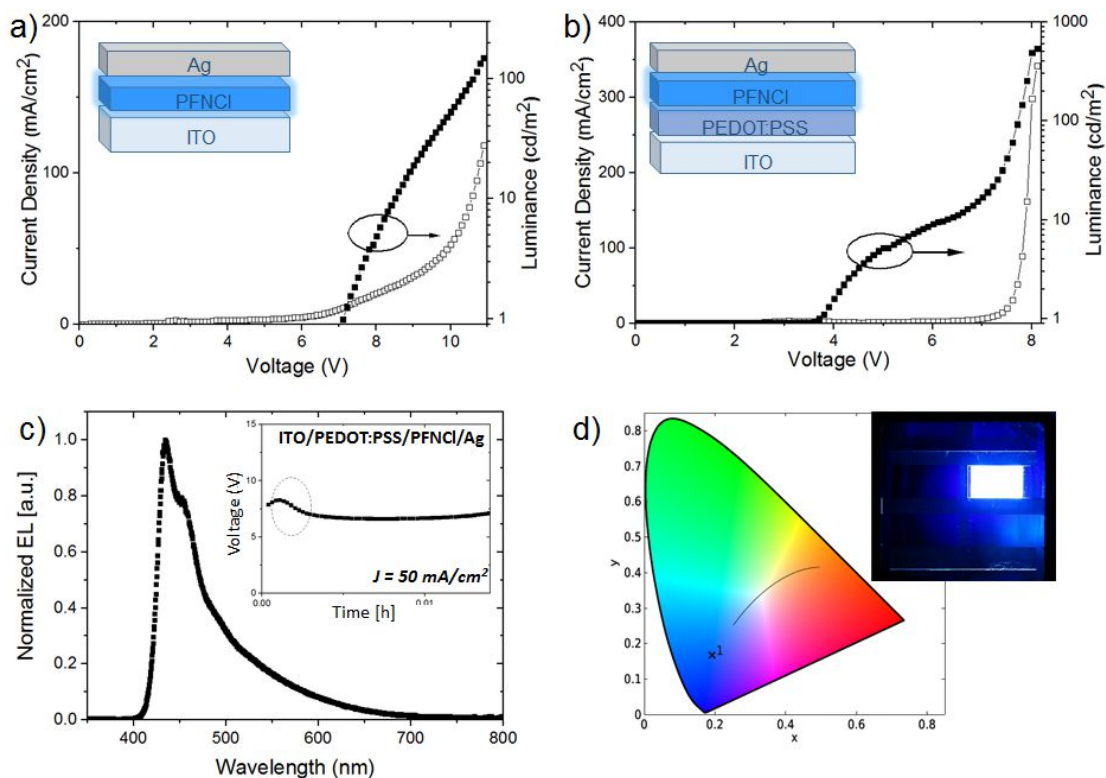 a)
200
100
0
Current Density (mA/cm²)
Ag
PFNCl
ITO
100
10
1
Luminance (cd/m²)
0 2 4 6 8 10
Voltage (V)
b)
400
300
200
100
0
Current Density (mA/cm²)
Ag
PFNCl
PEDOT:PSS
ITO
1000
100
10
1
Luminance (cd/m²)
0 2 4 6 8
Voltage (V)
c)
1.0
0.8
0.6
0.4
0.2
0.0
Normalized EL [a.u.]
ITO/PEDOT:PSS/PFNCl/Ag
15
10
5
0
Voltage (V)
J = 50 mA/cm²
0.00 0.01
Time [h]
400 500 600 700 800
Wavelength (nm)
d)
0.8
0.7
0.6
0.5
0.4
0.3
0.2
0.1
0
y
1
0 0.2 0.4 0.6 0.8
x